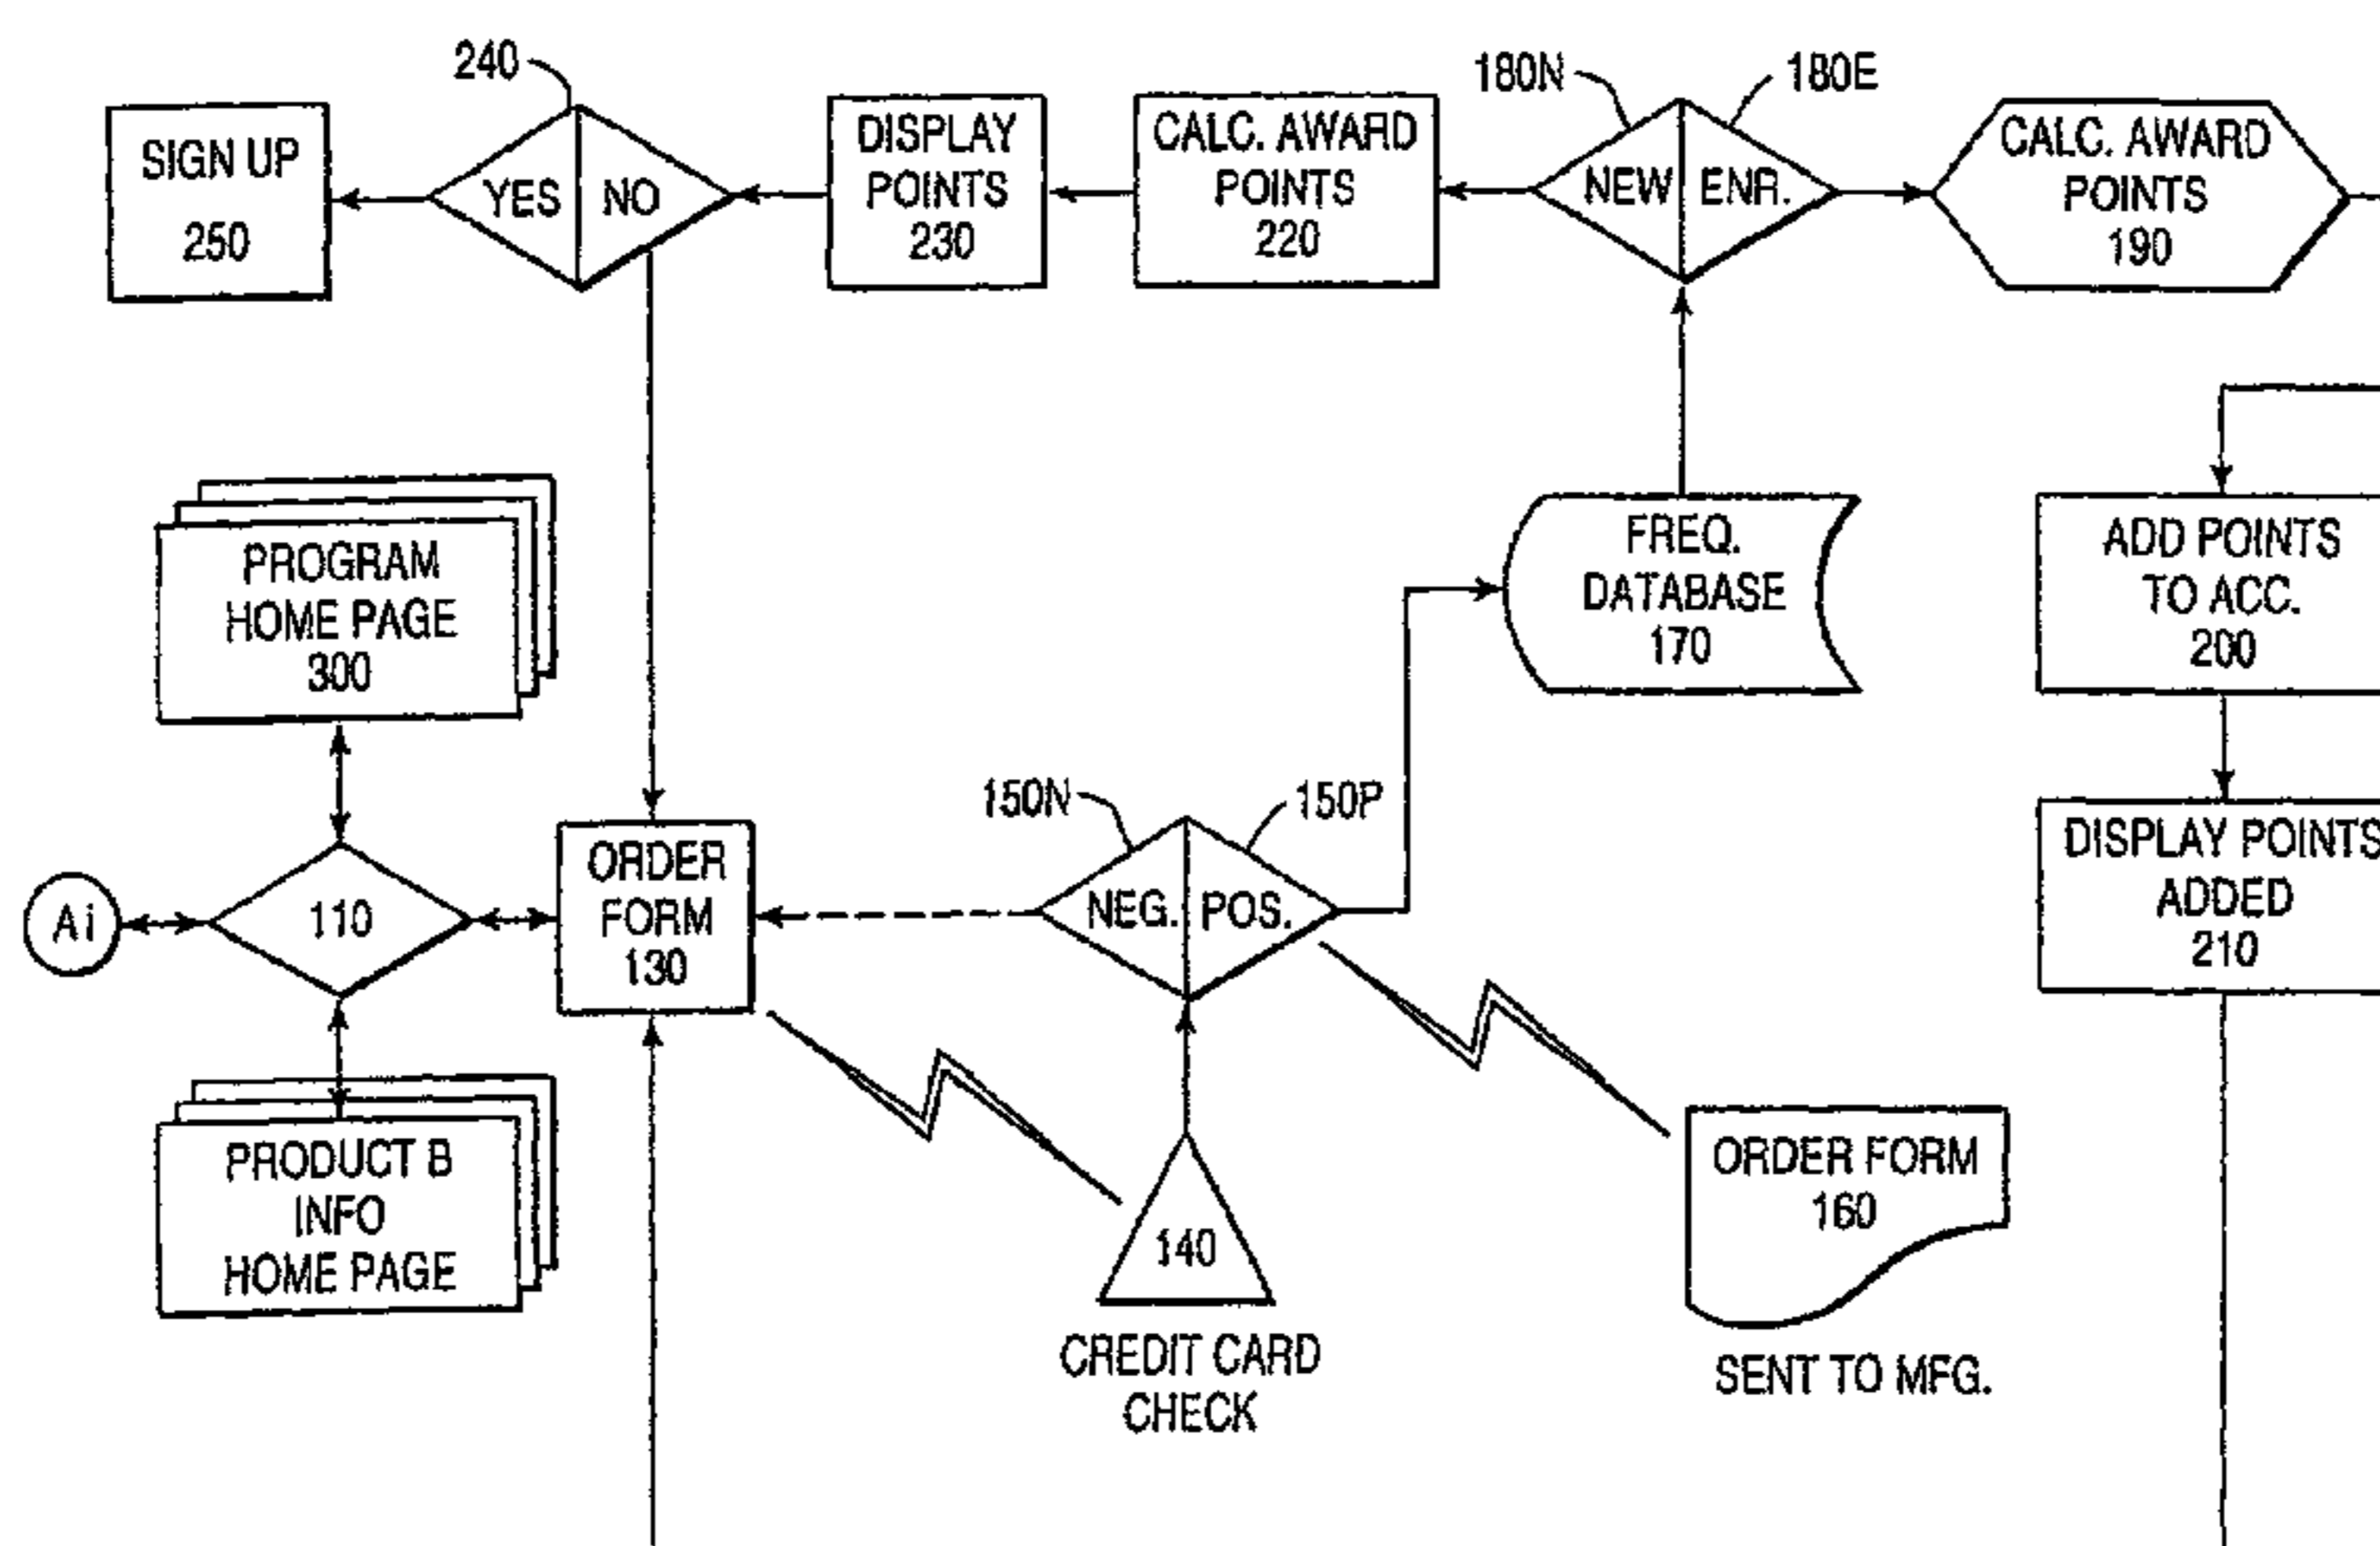 240
SIGN UP
250
YES
NO
DISPLAY
POINTS
230
CALC. AWARD
POINTS
220
180N
180E
NEW
ENR.
CALC. AWARD
POINTS
190
PROGRAM
HOME PAGE
300
FREQ.
DATABASE
170
ADD POINTS
TO ACC.
200
Ai
110
ORDER
FORM
130
150N
150P
NEG.
POS.
DISPLAY POINTS
ADDED
210
PRODUCT B
INFO
HOME PAGE
140
CREDIT CARD
CHECK
ORDER FORM
160
SENT TO MFG.